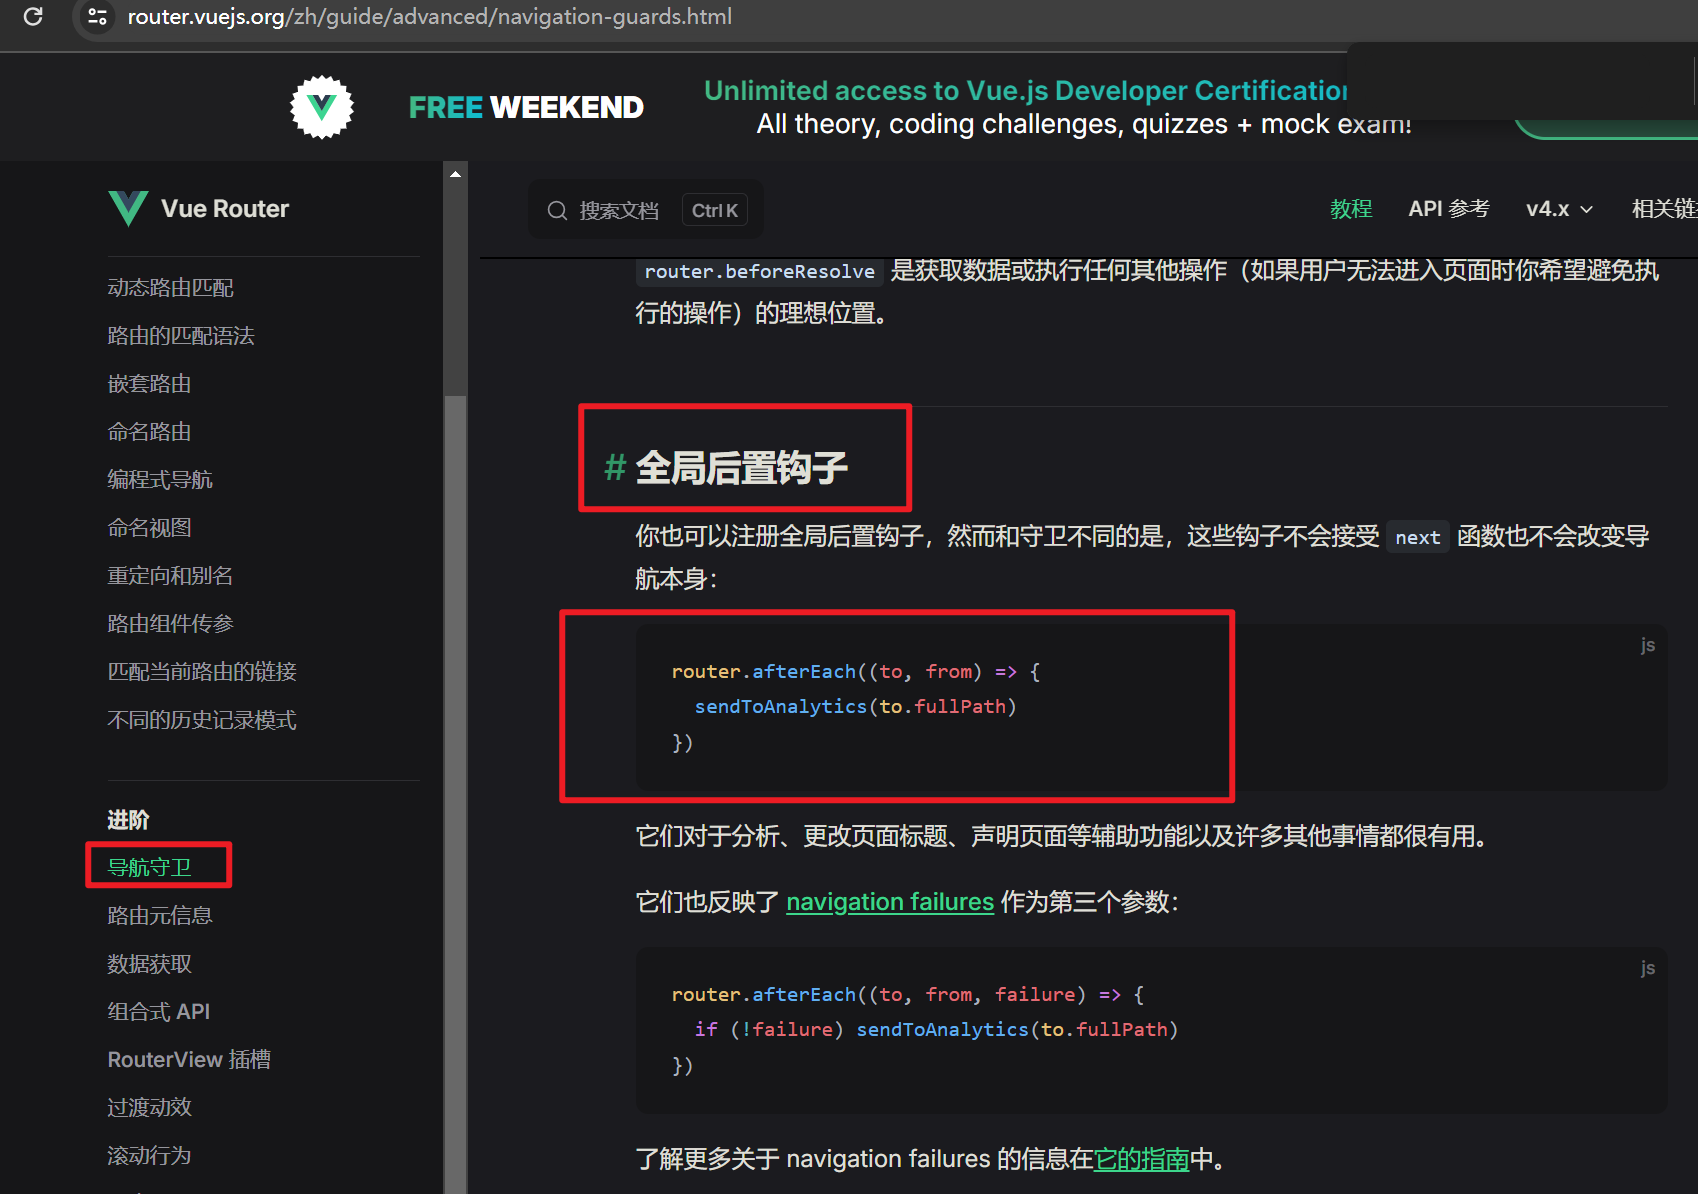 router.vuejs.org/zh/guide/advanced/navigation-guards.html
FREE WEEKEND
Unlimited access to Vue.js Developer Certification
All theory, coding challenges, quizzes + mock exam!
Vue Router
搜索文档 Ctrl K
教程 API 参考 v4.x 相关链
动态路由匹配
路由的匹配语法
嵌套路由
命名路由
编程式导航
命名视图
重定向和别名
路由组件传参
匹配当前路由的链接
不同的历史记录模式
进阶
导航守卫
路由元信息
数据获取
组合式 API
RouterView 插槽
过渡动效
滚动行为
router.beforeResolve 是获取数据或执行任何其他操作（如果用户无法进入页面时你希望避免执
行的操作）的理想位置。
# 全局后置钩子
你也可以注册全局后置钩子，然而和守卫不同的是，这些钩子不会接受 next 函数也不会改变导
航本身：
js
router.afterEach((to, from) => {
  sendToAnalytics(to.fullPath)
})
它们对于分析、更改页面标题、声明页面等辅助功能以及许多其他事情都很有用。
它们也反映了 navigation failures 作为第三个参数：
js
router.afterEach((to, from, failure) => {
  if (!failure) sendToAnalytics(to.fullPath)
})
了解更多关于 navigation failures 的信息在它的指南中。